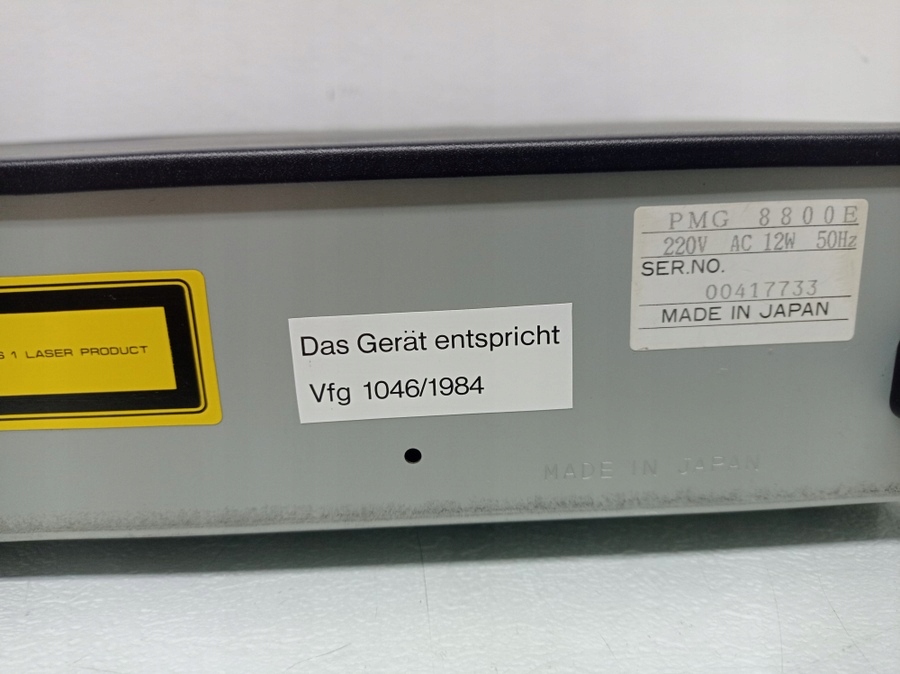 PMG 8800E
220V AC 12W 50Hz
SER.NO.
00417733
MADE IN JAPAN
1 LASER PRODUCT
Das Gerät entspricht
Vfg 1046/1984
MADE IN JAPAN